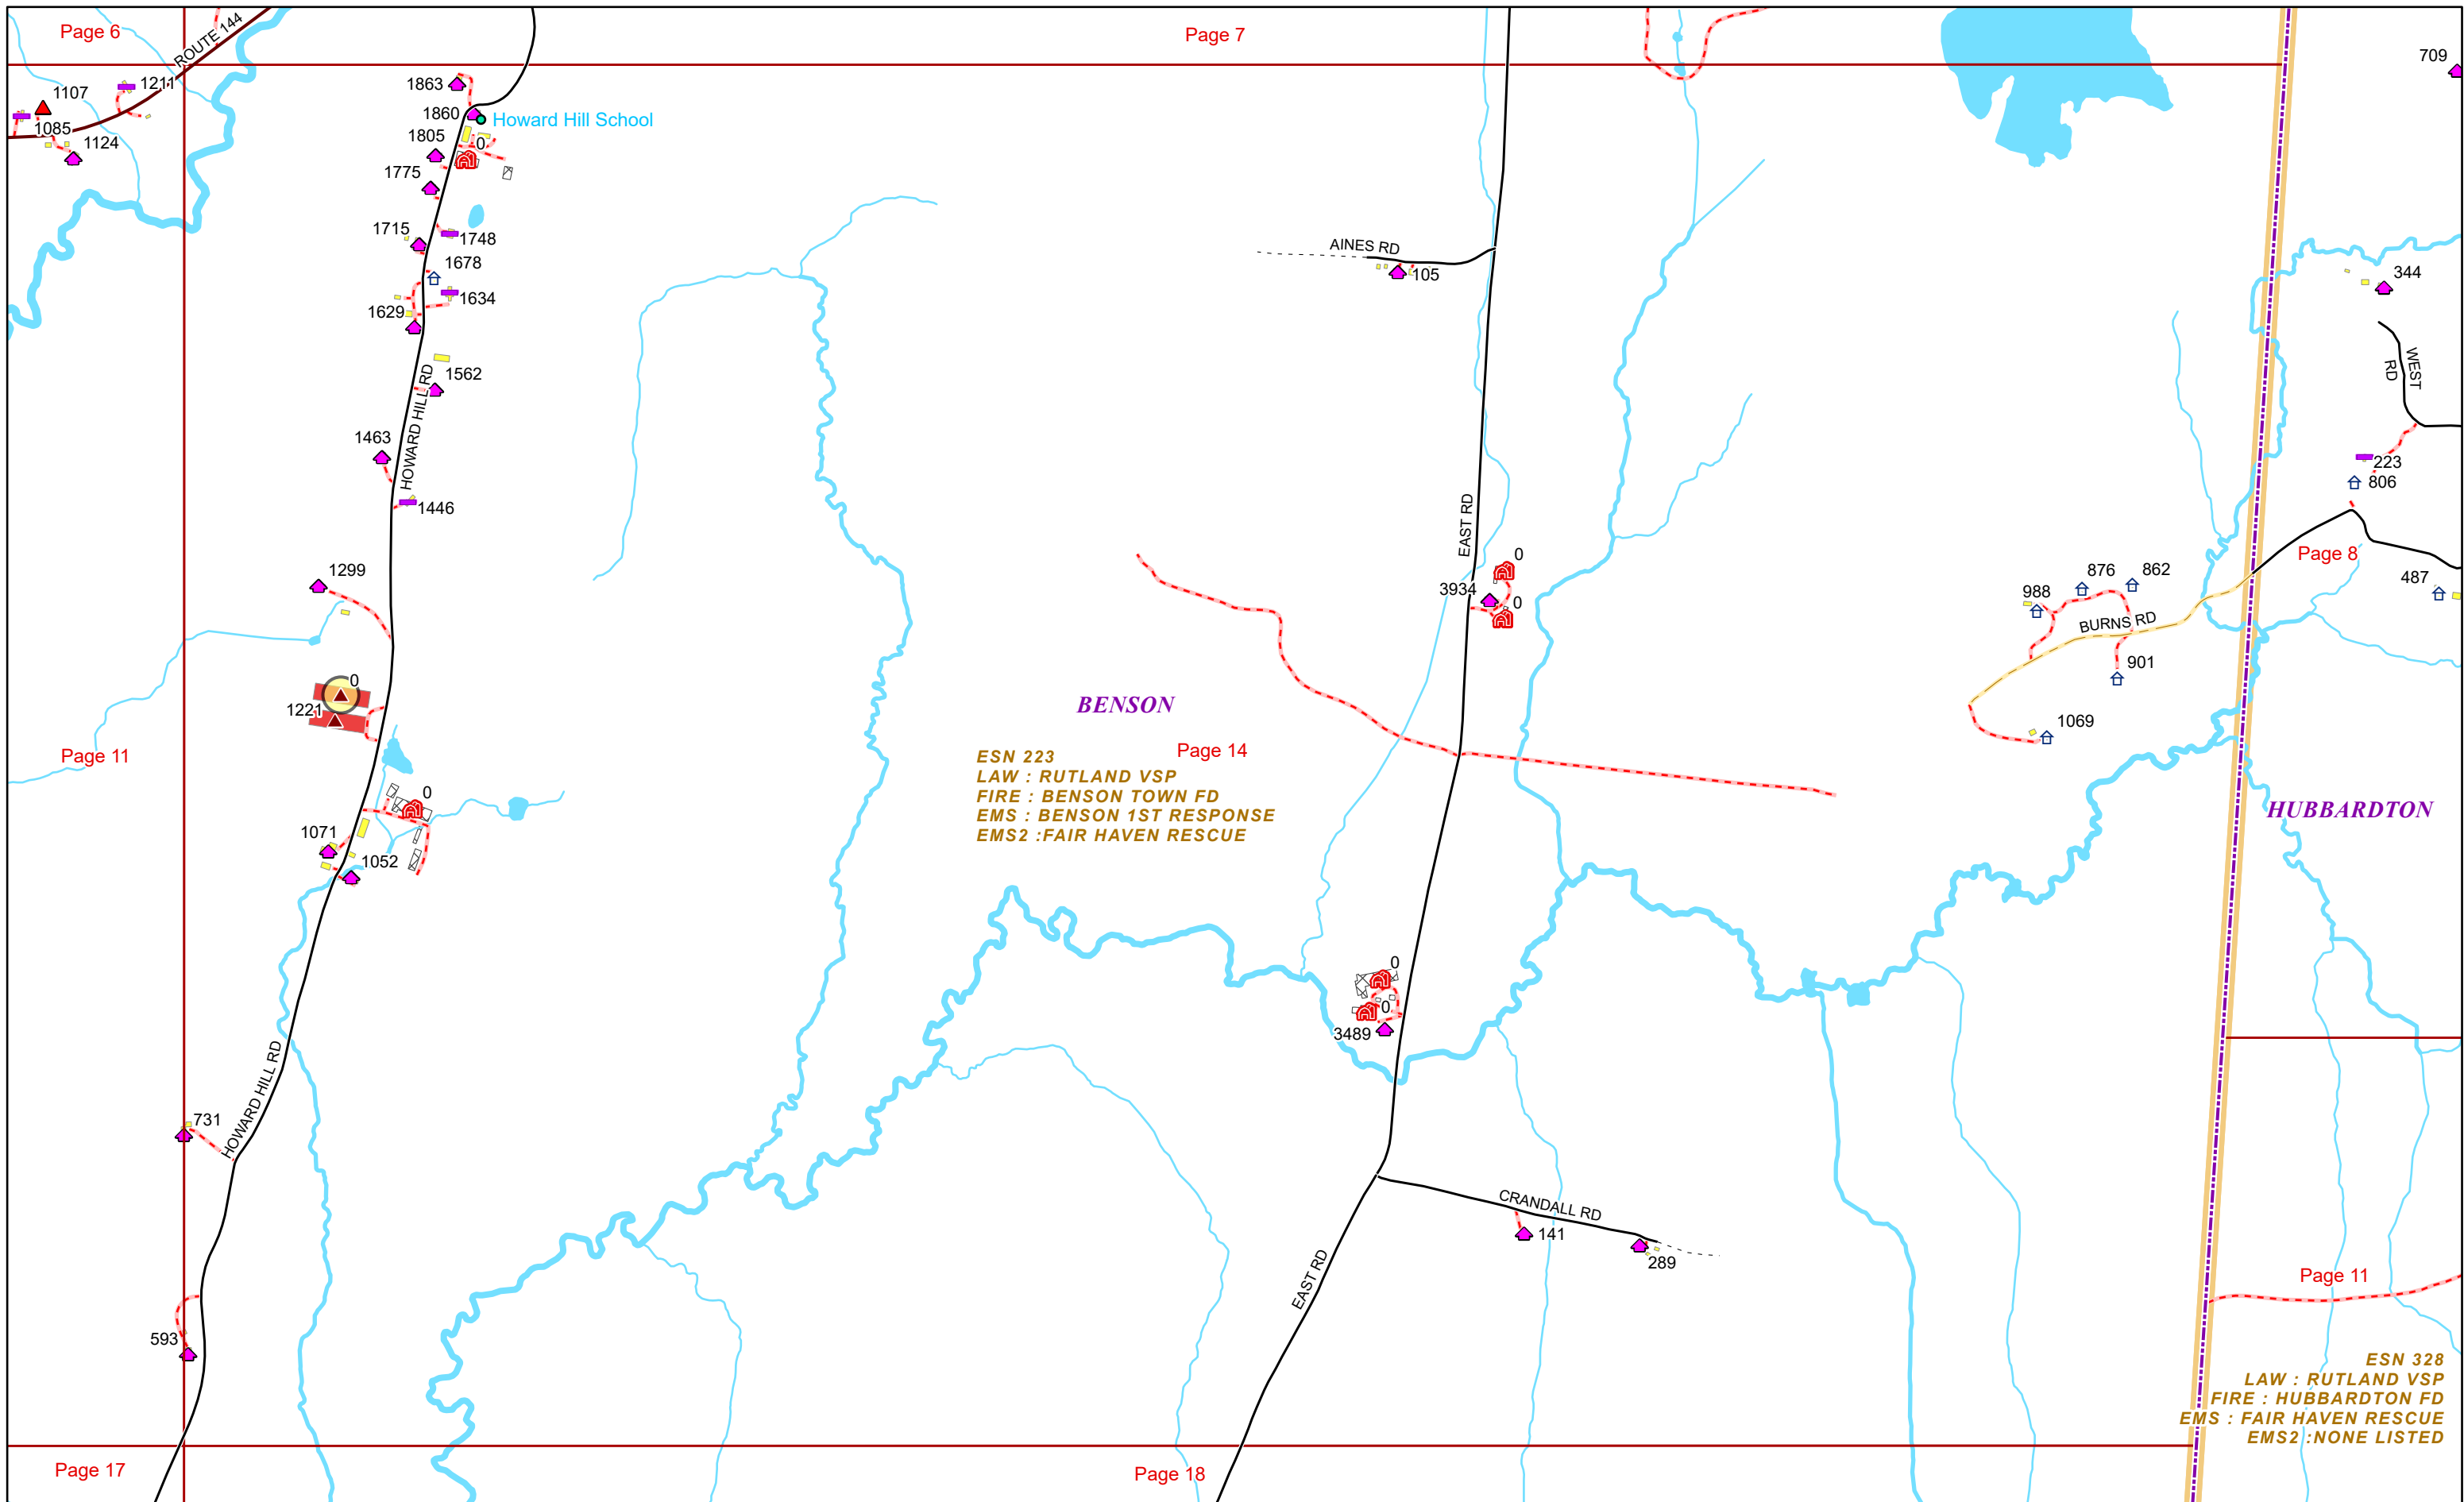 Page 6
ROUTE 144
Page 7
709
1107
1211
1863
1860
Howard Hill School
1085
1124
1805
0
1775
1715
1748
AINES RD
105
1678
344
1634
1629
WEST RD
1562
HOWARD HILL RD
1463
223
806
1446
EAST RD
0
Page 8
1299
3934
0
988
876
862
487
BURNS RD
901
0
1221
BENSON
1069
Page 11
Page 14
ESN 223
LAW : RUTLAND VSP
FIRE : BENSON TOWN FD
EMS : BENSON 1ST RESPONSE
EMS2 :FAIR HAVEN RESCUE
0
HUBBARDTON
1071
1052
0
0
3489
HOWARD HILL RD
731
CRANDALL RD
141
289
EAST RD
Page 11
593
ESN 328
LAW : RUTLAND VSP
FIRE : HUBBARDTON FD
EMS : FAIR HAVEN RESCUE
EMS2 :NONE LISTED
Page 17
Page 18